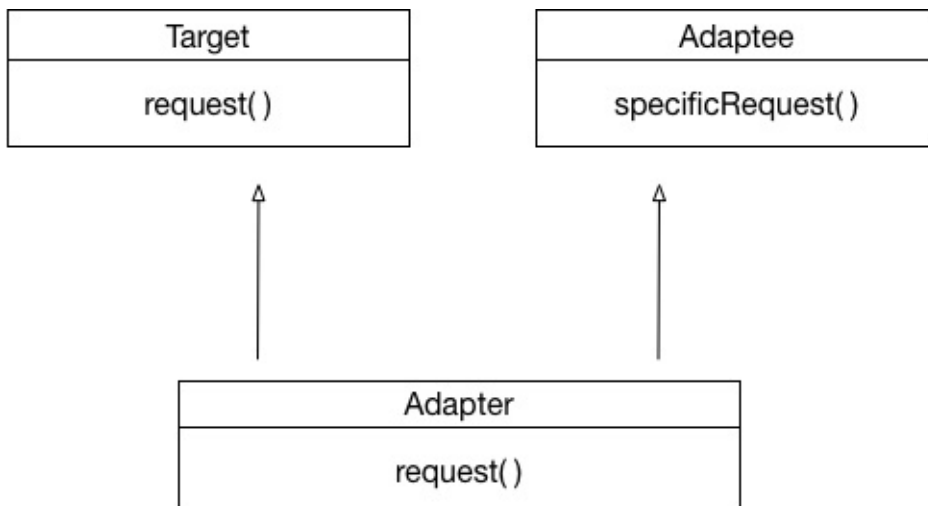 Target
request( )
Adaptee
specificRequest( )
Adapter
request( )